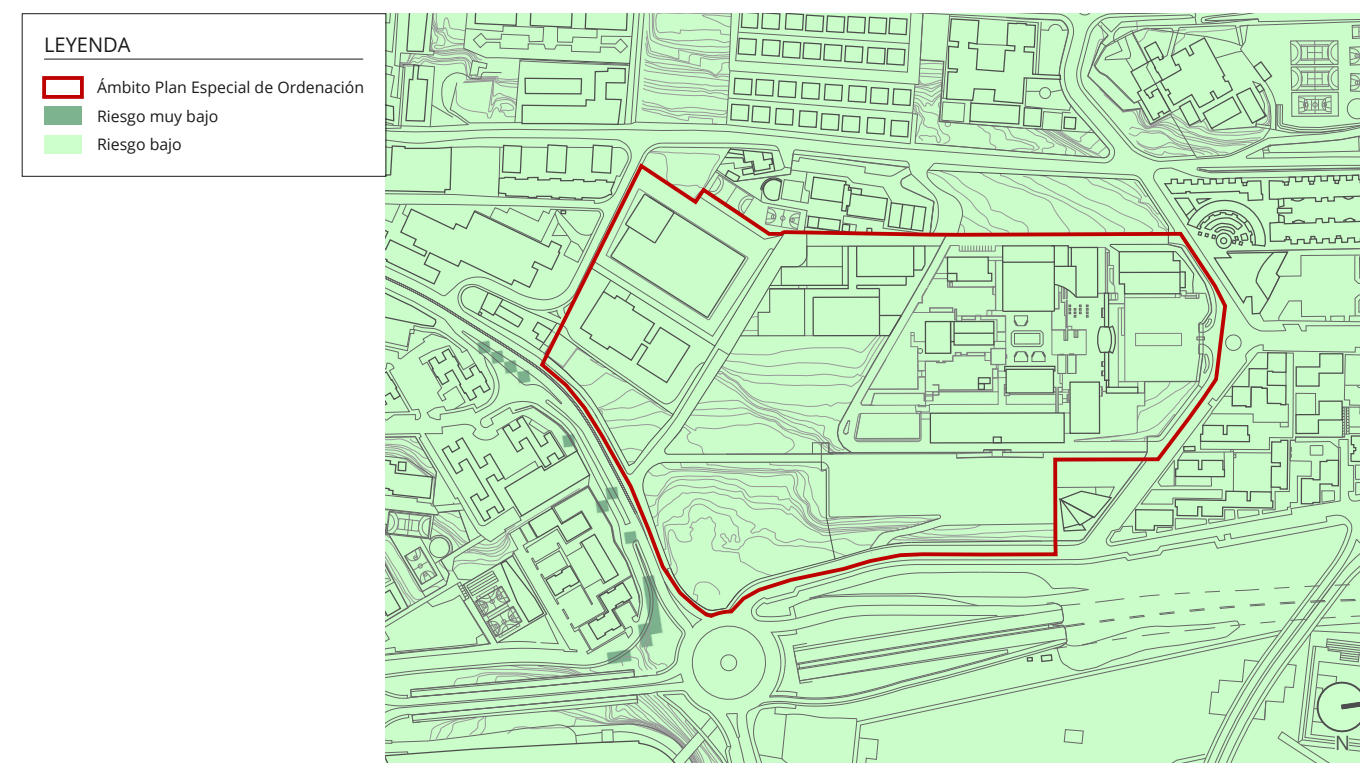 LEYENDA
Ámbito Plan Especial de Ordenación
Riesgo muy bajo
Riesgo bajo
N